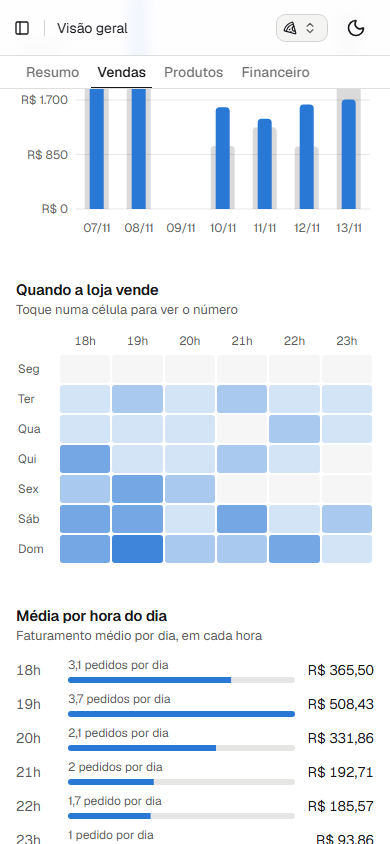 Visão geral
Resumo Vendas Produtos Financeiro
R$ 1.700
R$ 850
R$ 0
07/11 08/11 09/11 10/11 11/11 12/11 13/11
Quando a loja vende
Toque numa célula para ver o número
18h 19h 20h 21h 22h 23h
Seg
Ter
Qua
Qui
Sex
Sáb
Dom
Média por hora do dia
Faturamento médio por dia, em cada hora
18h 3,1 pedidos por dia R$ 365,50
19h 3,7 pedidos por dia R$ 508,43
20h 2,1 pedidos por dia R$ 331,86
21h 2 pedidos por dia R$ 192,71
22h 1,7 pedido por dia R$ 185,57
23h 1 pedido por dia R$ 93,86